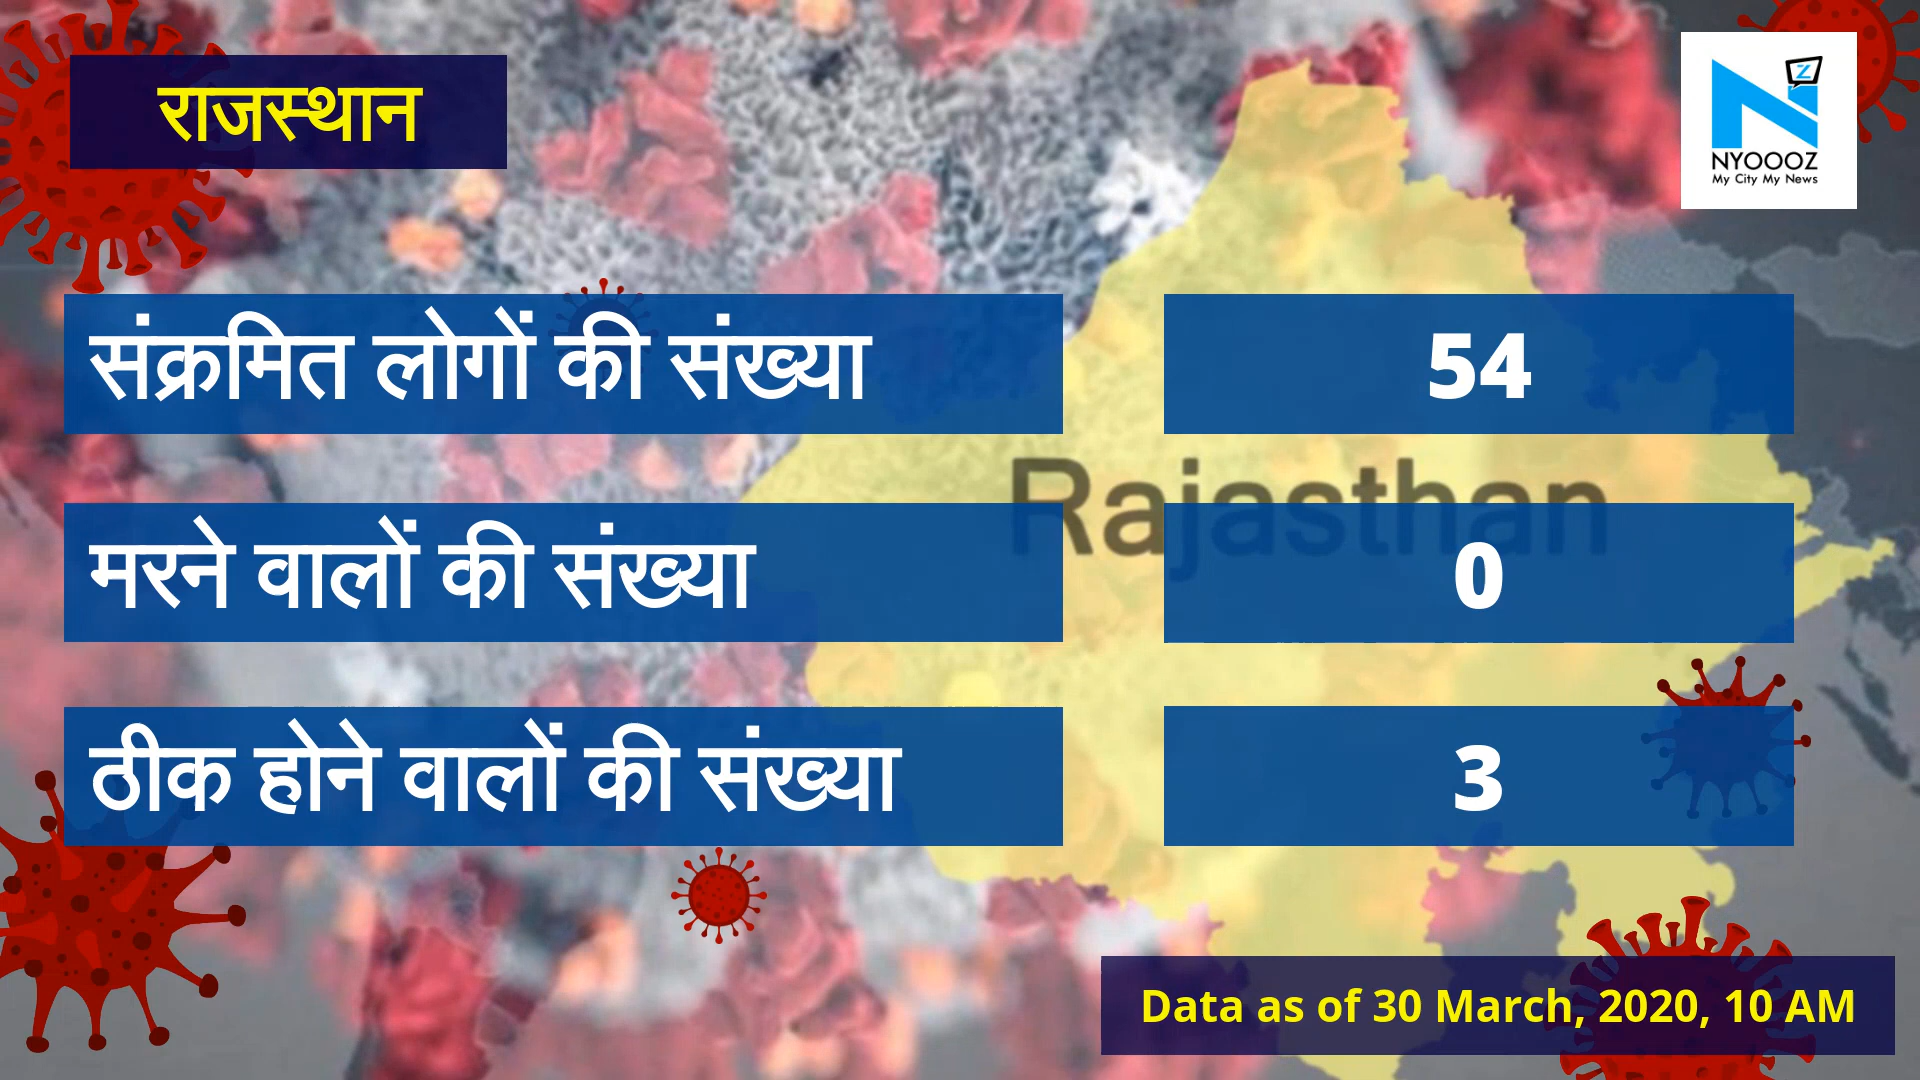 राजस्थान
Z
NYOOOZ
My City My News
संक्रमित लोगों की संख्या
54
Rajasthan
मरने वालों की संख्या
0
ठीक होने वालों की संख्या
3
Data as of 30 March, 2020, 10 AM